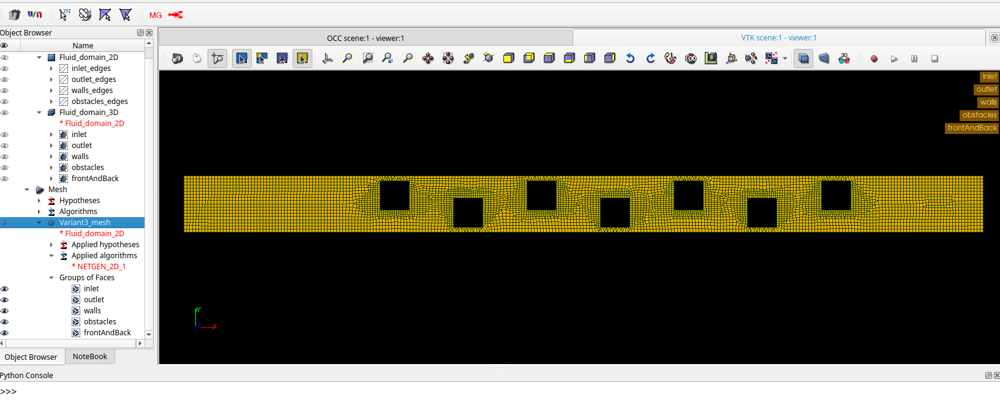 MG
Object Browser
Name
Fluid_domain_2D
inlet_edges
outlet_edges
walls_edges
obstacles_edges
Fluid_domain_3D
* Fluid_domain_2D
inlet
outlet
walls
obstacles
frontAndBack
Mesh
Hypotheses
Algorithms
Variant3_mesh
* Fluid_domain_2D
Applied hypotheses
Applied algorithms
* NETGEN_2D_1
Groups of Faces
inlet
outlet
walls
obstacles
frontAndBack
Object Browser
NoteBook
OCC scene:1 - viewer:1
VTK scene:1 - viewer:1
LOD
3D
inlet
outlet
walls
obstacles
frontAndBack
Y
Z
X
Python Console
>>>